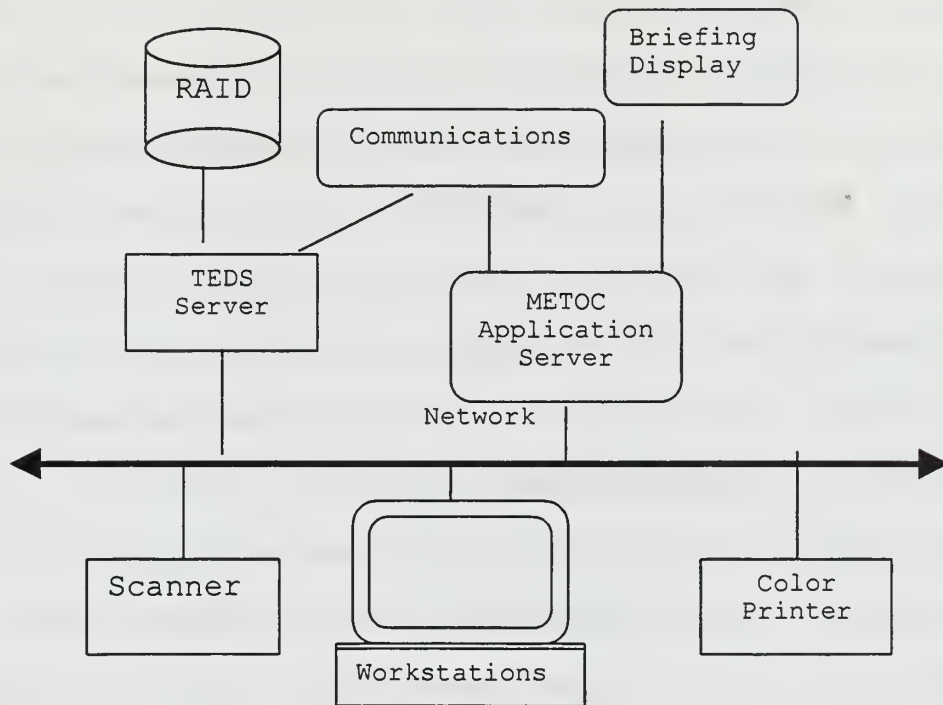 Briefing
Display
RAID
Communications
TEDS
Server
METOC
Application
Server
Network
Scanner
Color
Printer
Workstations